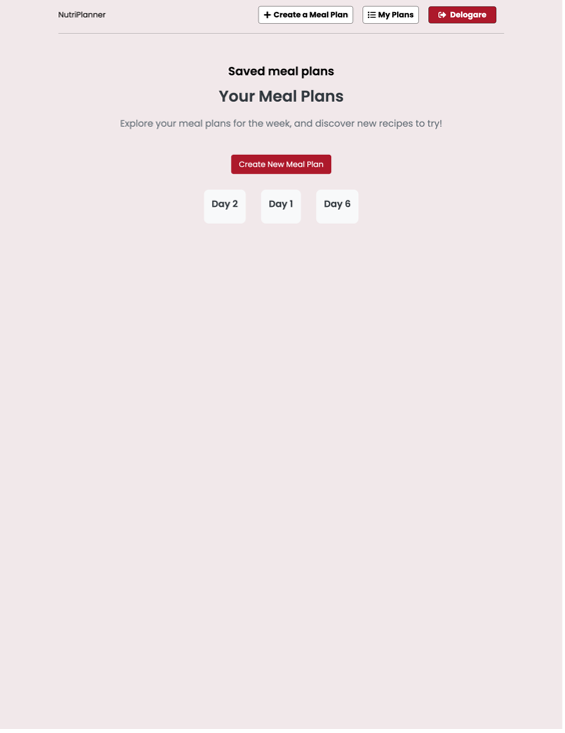 NutriPlanner
Create a Meal Plan
My Plans
Delogare
Saved meal plans
Your Meal Plans
Explore your meal plans for the week, and discover new recipes to try!
Create New Meal Plan
Day 2
Day 1
Day 6